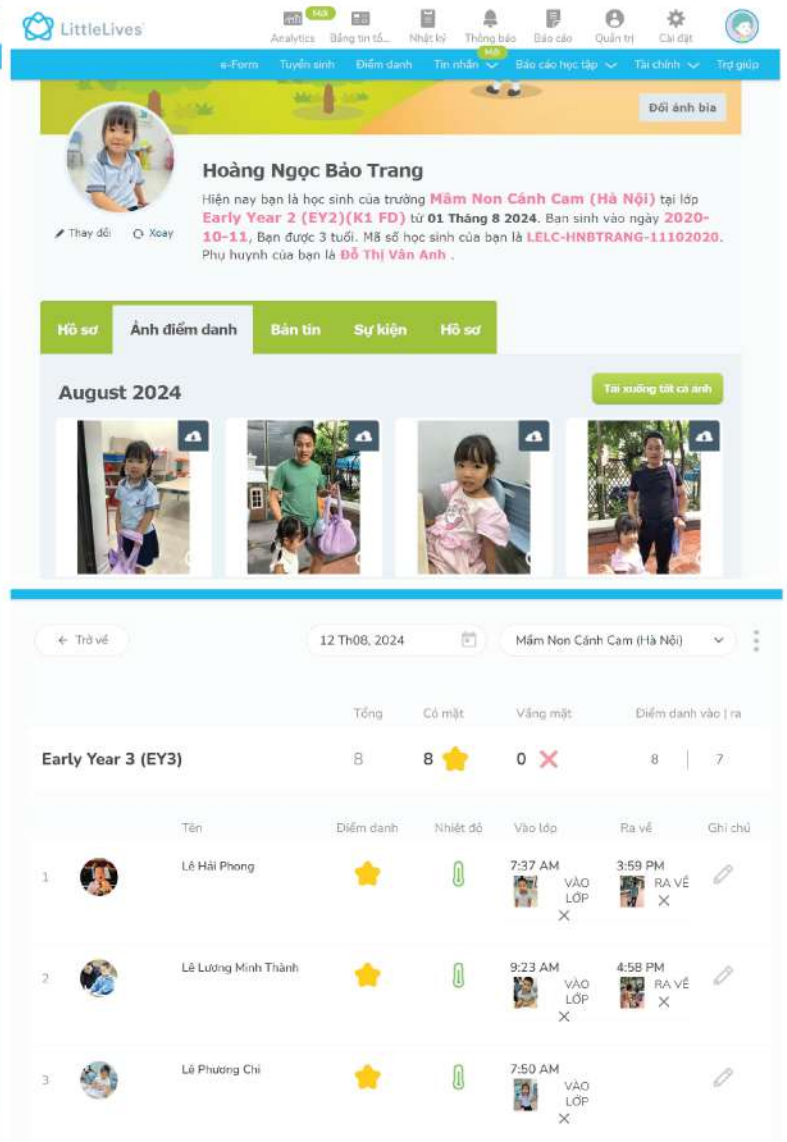 LittleLives
Mới
Analytics Bảng tin tổ... Nhật ký Thông báo Báo cáo Quản trị Cài đặt
Mới
e-Form Tuyển sinh Điểm danh Tin nhắn Báo cáo học tập Tài chính Trợ giúp
Đổi ảnh bìa
Hoàng Ngọc Bảo Trang
Hiện nay bạn là học sinh của trường Mầm Non Cánh Cam (Hà Nội) tại lớp
Early Year 2 (EY2)(K1 FD) từ 01 Tháng 8 2024. Bạn sinh vào ngày 2020-
10-11, Bạn được 3 tuổi. Mã số học sinh của bạn là LELC-HNBTRANG-11102020.
Phụ huynh của bạn là Đỗ Thị Vân Anh .
Thay đổi Xoay
Hồ sơ Ảnh điểm danh Bản tin Sự kiện Hồ sơ
August 2024
Tải xuống tất cả ảnh
← Trở về
12 Th08, 2024
Mầm Non Cánh Cam (Hà Nội)
Tổng Có mặt Vắng mặt Điểm danh vào | ra
Early Year 3 (EY3) 8 8 0 8 | 7
Tên Điểm danh Nhiệt độ Vào lớp Ra về Ghi chú
1 Lê Hải Phong 7:37 AM 3:59 PM
VÀO RA VỀ
LỚP
2 Lê Lương Minh Thành 9:23 AM 4:58 PM
VÀO RA VỀ
LỚP
3 Lê Phương Chi 7:50 AM
VÀO
LỚP